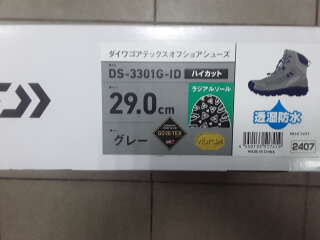 ダイワゴアテックスオフショアシューズ
DS-3301G-ID ハイカット
29.0cm
ラジアルソール
グレー
GORE-TEX
vibram
透湿防水
MADE IN CHINA
2407